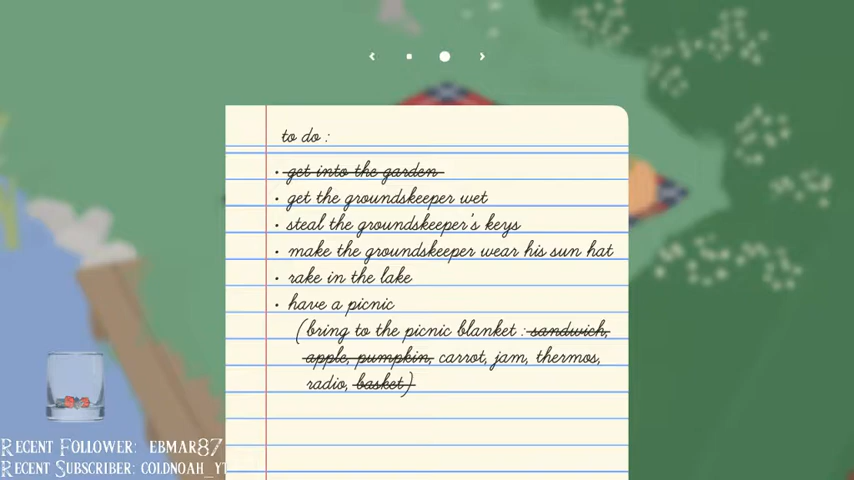 to do :
• get into the garden
• get the groundskeeper wet
• steal the groundskeeper's keys
• make the groundskeeper wear his sun hat
• rake in the lake
• have a picnic
(bring to the picnic blanket : sandwich,
apple, pumpkin, carrot, jam, thermos,
radio, basket)
Recent Follower: ebmar87
Recent Subscriber: coldnoah_yt